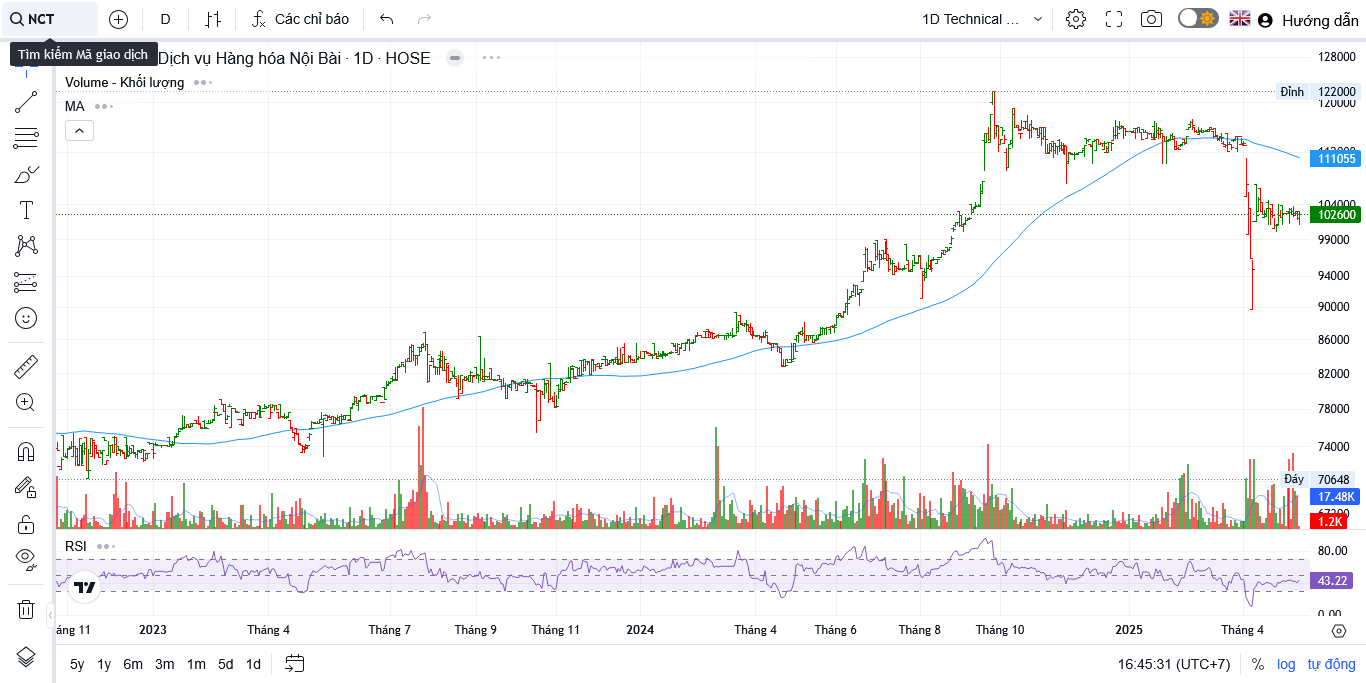 NCT
D
Các chỉ báo
1D Technical ...
Hướng dẫn
Tìm kiếm Mã giao dịch
Dịch vụ Hàng hóa Nội Bài · 1D · HOSE
Volume - Khối lượng
MA
128000
Đỉnh 122000
120000
111055
104000
102600
99000
94000
90000
86000
82000
78000
74000
Đáy 70648
17.48K
1.2K
RSI
80.00
43.22
0.00
áng 11
2023
Tháng 4
Tháng 7
Tháng 9
Tháng 11
2024
Tháng 4
Tháng 6
Tháng 8
Tháng 10
2025
Tháng 4
5y 1y 6m 3m 1m 5d 1d
16:45:31 (UTC+7)
% log tự động